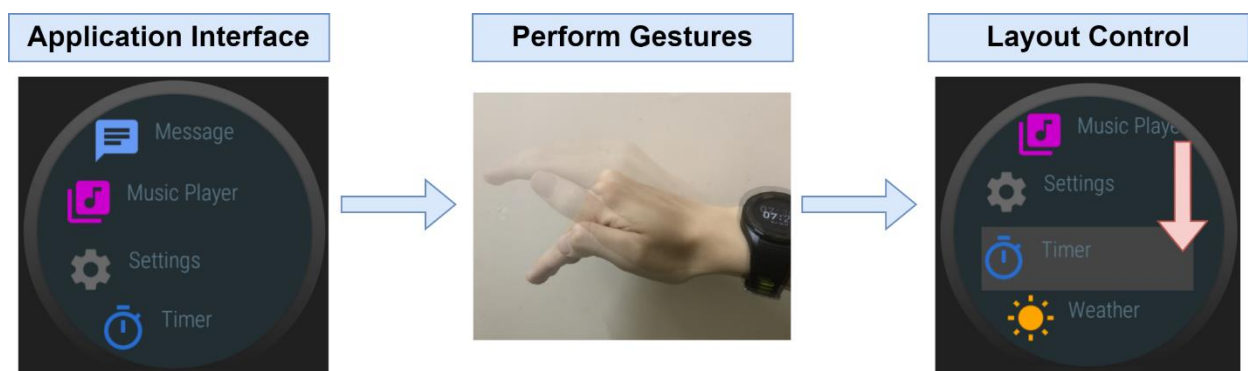 Application Interface
Perform Gestures
Layout Control
Message
Music Player
Settings
Timer
Music Playe
Settings
Timer
Weather